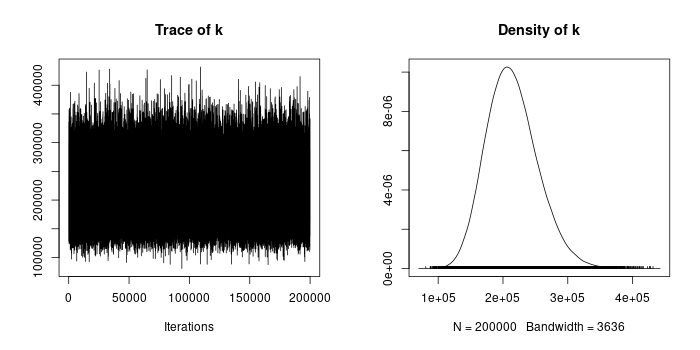 Trace of k
400000
300000
200000
100000
0 50000 100000 150000 200000
Iterations
Density of k
8e-06
4e-06
0e+00
1e+05 2e+05 3e+05 4e+05
N = 200000 Bandwidth = 3636